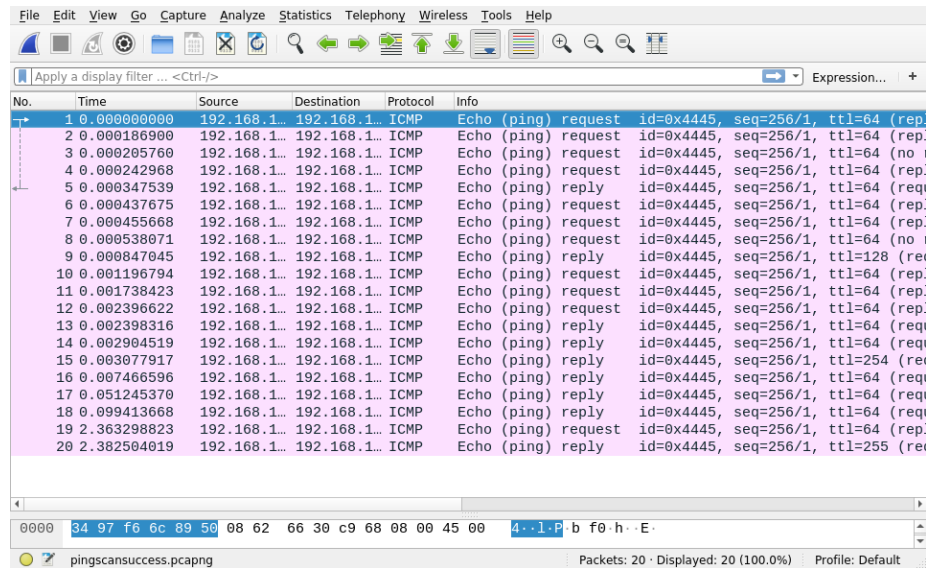 File Edit View Go Capture Analyze Statistics Telephony Wireless Tools Help
Apply a display filter ... <Ctrl-/> Expression... +
No. Time Source Destination Protocol Info
1 0.000000000 192.168.1… 192.168.1… ICMP Echo (ping) request id=0x4445, seq=256/1, ttl=64 (repl
2 0.000186900 192.168.1… 192.168.1… ICMP Echo (ping) request id=0x4445, seq=256/1, ttl=64 (repl
3 0.000205760 192.168.1… 192.168.1… ICMP Echo (ping) request id=0x4445, seq=256/1, ttl=64 (no r
4 0.000242968 192.168.1… 192.168.1… ICMP Echo (ping) request id=0x4445, seq=256/1, ttl=64 (repl
5 0.000347539 192.168.1… 192.168.1… ICMP Echo (ping) reply id=0x4445, seq=256/1, ttl=64 (requ
6 0.000437675 192.168.1… 192.168.1… ICMP Echo (ping) request id=0x4445, seq=256/1, ttl=64 (repl
7 0.000455668 192.168.1… 192.168.1… ICMP Echo (ping) request id=0x4445, seq=256/1, ttl=64 (repl
8 0.000538071 192.168.1… 192.168.1… ICMP Echo (ping) request id=0x4445, seq=256/1, ttl=64 (no r
9 0.000847045 192.168.1… 192.168.1… ICMP Echo (ping) reply id=0x4445, seq=256/1, ttl=128 (req
10 0.001196794 192.168.1… 192.168.1… ICMP Echo (ping) request id=0x4445, seq=256/1, ttl=64 (repl
11 0.001738423 192.168.1… 192.168.1… ICMP Echo (ping) request id=0x4445, seq=256/1, ttl=64 (repl
12 0.002396622 192.168.1… 192.168.1… ICMP Echo (ping) request id=0x4445, seq=256/1, ttl=64 (repl
13 0.002398316 192.168.1… 192.168.1… ICMP Echo (ping) reply id=0x4445, seq=256/1, ttl=64 (requ
14 0.002904519 192.168.1… 192.168.1… ICMP Echo (ping) reply id=0x4445, seq=256/1, ttl=64 (requ
15 0.003077917 192.168.1… 192.168.1… ICMP Echo (ping) reply id=0x4445, seq=256/1, ttl=254 (req
16 0.007466596 192.168.1… 192.168.1… ICMP Echo (ping) reply id=0x4445, seq=256/1, ttl=64 (requ
17 0.051245370 192.168.1… 192.168.1… ICMP Echo (ping) reply id=0x4445, seq=256/1, ttl=64 (requ
18 0.099413668 192.168.1… 192.168.1… ICMP Echo (ping) reply id=0x4445, seq=256/1, ttl=64 (requ
19 2.363298823 192.168.1… 192.168.1… ICMP Echo (ping) request id=0x4445, seq=256/1, ttl=64 (repl
20 2.382504019 192.168.1… 192.168.1… ICMP Echo (ping) reply id=0x4445, seq=256/1, ttl=255 (req
0000 34 97 f6 6c 89 50 08 62 66 30 c9 68 08 00 45 00 4··l·P·b f0·h··E·
pingscansuccess.pcapng Packets: 20 · Displayed: 20 (100.0%) Profile: Default